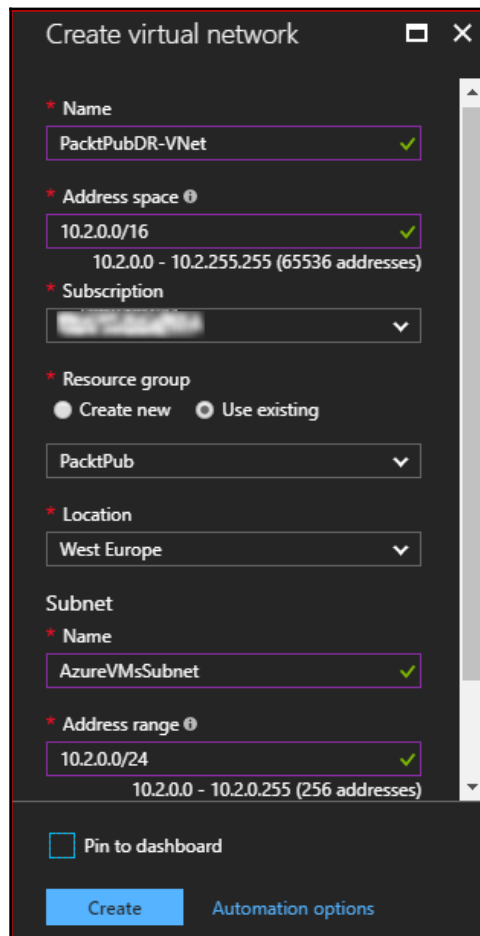 Create virtual network
* Name
PacktPubDR-VNet
* Address space
10.2.0.0/16
10.2.0.0 - 10.2.255.255 (65536 addresses)
* Subscription
* Resource group
Create new Use existing
PacktPub
* Location
West Europe
Subnet
* Name
AzureVMsSubnet
* Address range
10.2.0.0/24
10.2.0.0 - 10.2.0.255 (256 addresses)
Pin to dashboard
Create Automation options